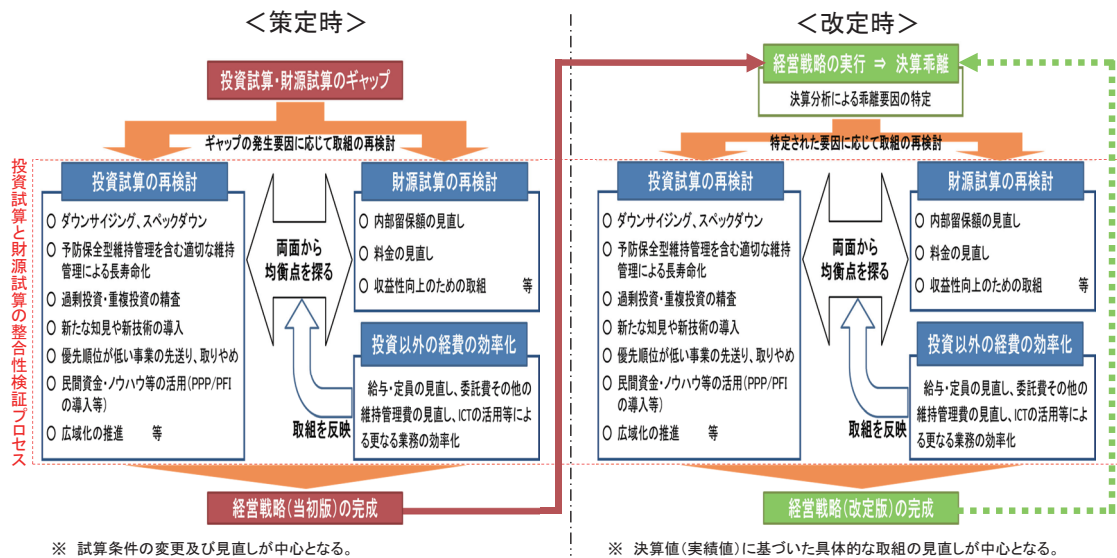 ＜策定時＞
投資試算・財源試算のギャップ
ギャップの発生要因に応じて取組の再検討
投資試算と財源試算の整合性検証プロセス
投資試算の再検討
○ ダウンサイジング、スペックダウン
○ 予防保全型維持管理を含む適切な維持
管理による長寿命化
○ 過剰投資・重複投資の精査
○ 新たな知見や新技術の導入
○ 優先順位が低い事業の先送り、取りやめ
○ 民間資金・ノウハウ等の活用（PPP/PFI
の導入等）
○ 広域化の推進　等
両面から
均衡点を探る
財源試算の再検討
○ 内部留保額の見直し
○ 料金の見直し
○ 収益性向上のための取組　等
投資以外の経費の効率化
給与・定員の見直し、委託費その他の
維持管理費の見直し、ICTの活用等によ
る更なる業務の効率化
取組を反映
経営戦略（当初版）の完成
※ 試算条件の変更及び見直しが中心となる。
＜改定時＞
経営戦略の実行 ⇒ 決算乖離
決算分析による乖離要因の特定
特定された要因に応じて取組の再検討
投資試算の再検討
○ ダウンサイジング、スペックダウン
○ 予防保全型維持管理を含む適切な維持
管理による長寿命化
○ 過剰投資・重複投資の精査
○ 新たな知見や新技術の導入
○ 優先順位が低い事業の先送り、取りやめ
○ 民間資金・ノウハウ等の活用（PPP/PFI
の導入等）
○ 広域化の推進　等
両面から
均衡点を探る
財源試算の再検討
○ 内部留保額の見直し
○ 料金の見直し
○ 収益性向上のための取組　等
投資以外の経費の効率化
給与・定員の見直し、委託費その他の
維持管理費の見直し、ICTの活用等によ
る更なる業務の効率化
取組を反映
経営戦略（改定版）の完成
※ 決算値（実績値）に基づいた具体的な取組の見直しが中心となる。